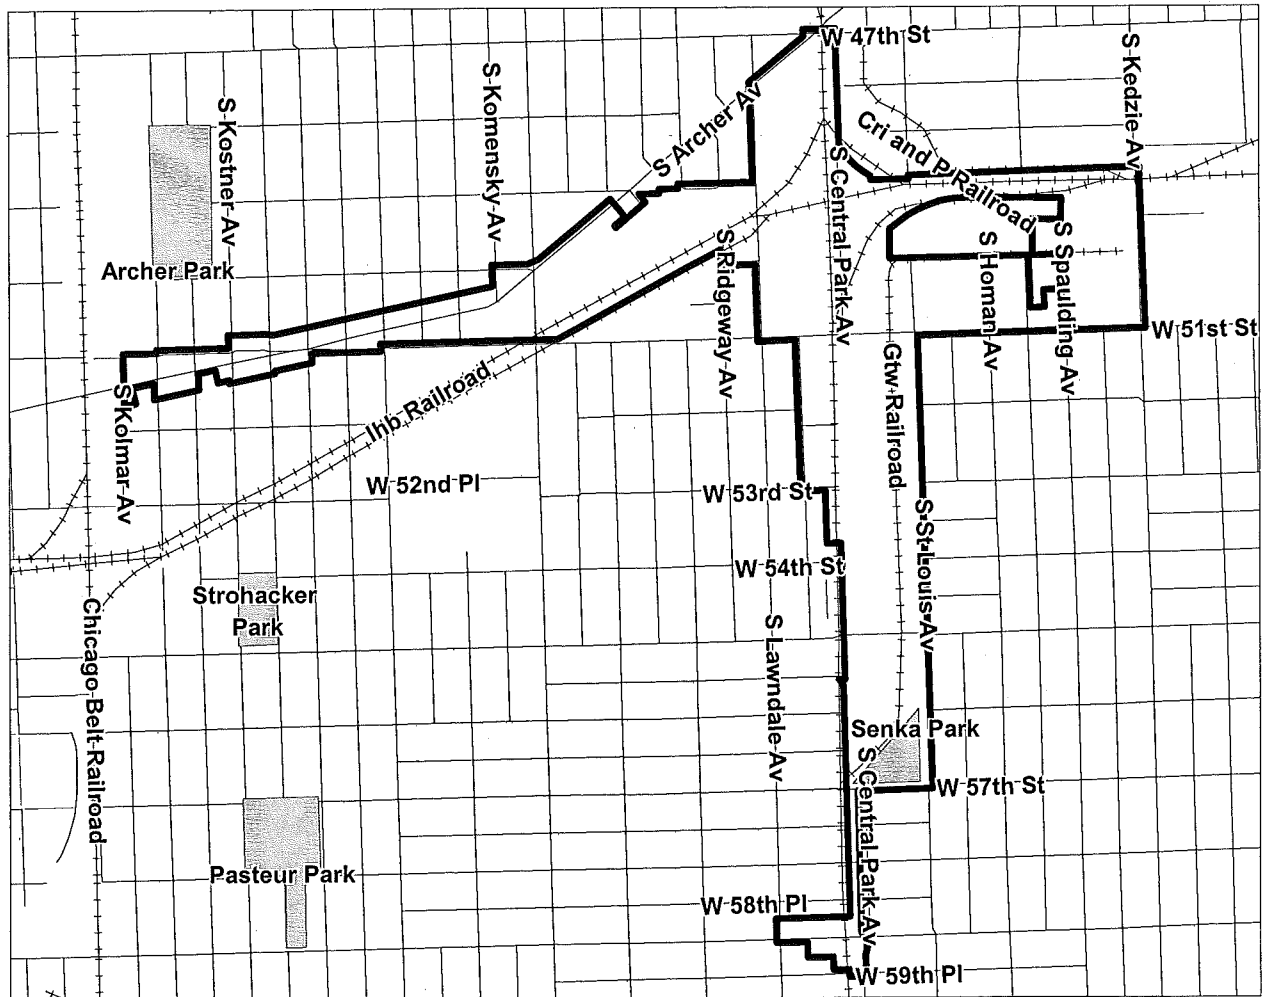 W 47th St
S Kedzie Av
S Komensky Av
S Kostner Av
S Archer Av
Cri and P Railroad
S Central Park Av
Archer Park
S Ridgeway Av
S Homan Av
S Spaulding Av
W 51st St
Gtw Railroad
S Kolmar Av
Ihb Railroad
W 52nd Pl
W 53rd St
S St Louis Av
W 54th St
Strohacker
Park
Chicago Belt Railroad
S Lawndale Av
Senka Park
S Central Park Av
W 57th St
Pasteur Park
W 58th Pl
W 59th Pl